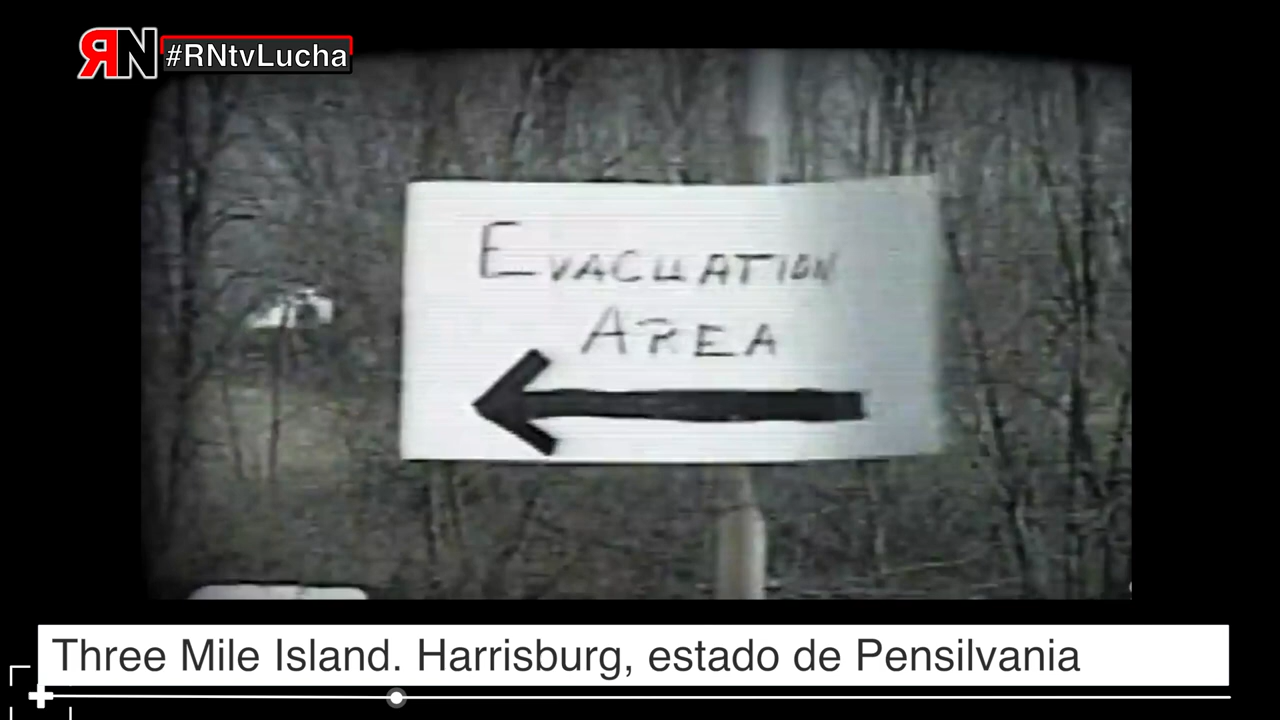 RN #RNtvLucha
EVACUATION
AREA
Three Mile Island. Harrisburg, estado de Pensilvania